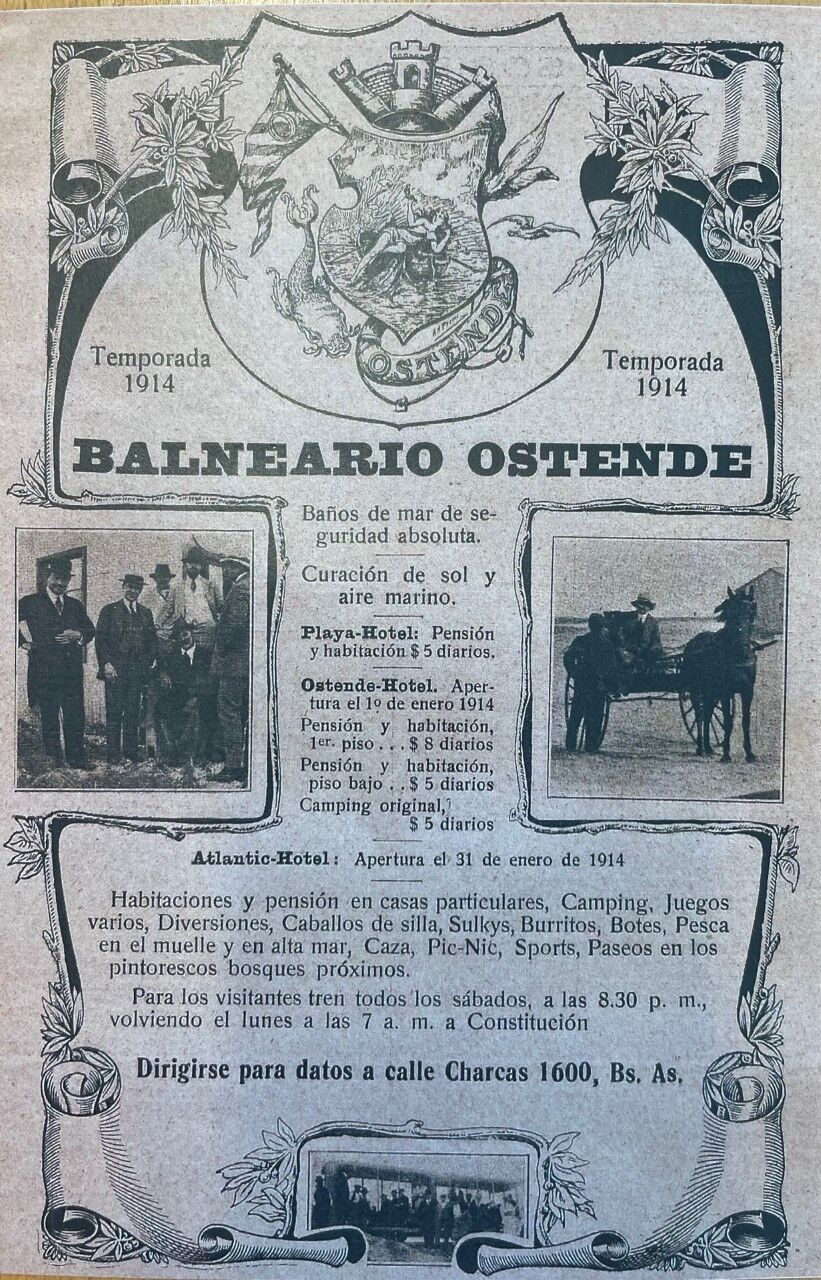 OSTENDE
Temporada
1914
Temporada
1914
BALNEARIO OSTENDE
Baños de mar de se-
guridad absoluta.
Curación de sol y
aire marino.
Playa-Hotel: Pensión
y habitación $ 5 diarios.
Ostende-Hotel. Aper-
tura el 1º de enero 1914
Pensión y habitación,
1er. piso . . . $ 8 diarios
Pensión y habitación,
piso bajo . . $ 5 diarios
Camping original,
$ 5 diarios
Atlantic-Hotel: Apertura el 31 de enero de 1914
Habitaciones y pensión en casas particulares, Camping, Juegos
varios, Diversiones, Caballos de silla, Sulkys, Burritos, Botes, Pesca
en el muelle y en alta mar, Caza, Pic-Nic, Sports, Paseos en los
pintorescos bosques próximos.
Para los visitantes tren todos los sábados, a las 8.30 p. m.,
volviendo el lunes a las 7 a. m. a Constitución
Dirigirse para datos a calle Charcas 1600, Bs. As.